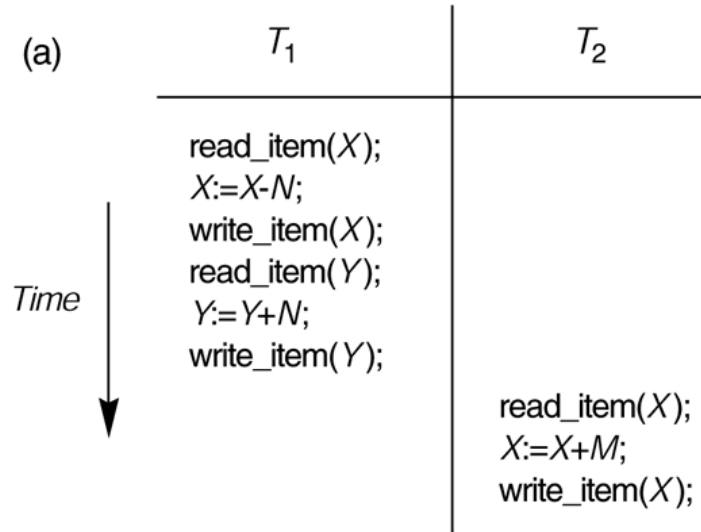 (a)
T1
T2
read_item(X);
X:=X-N;
write_item(X);
read_item(Y);
Time
Y:=Y+N;
write_item(Y);
read_item(X);
X:=X+M;
write_item(X);